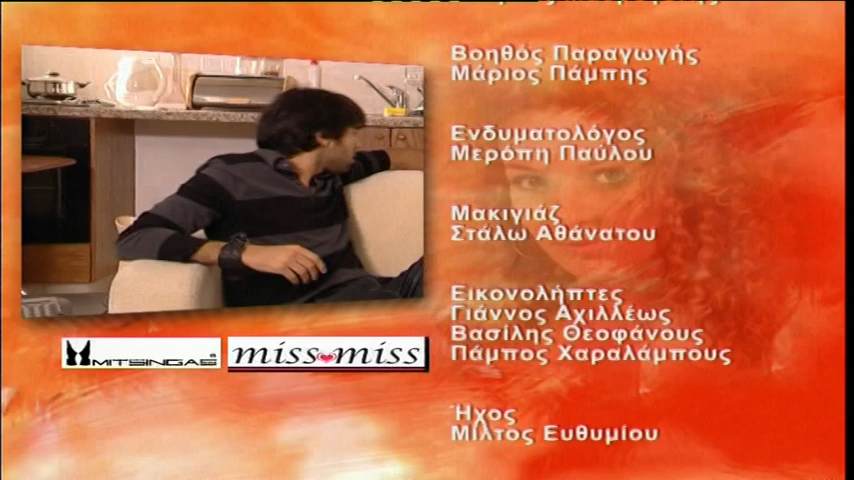 Βοηθός Παραγωγής
Μάριος Πάμπης
Ενδυματολόγος
Μερόπη Παύλου
Μακιγιάζ
Στάλω Αθάνατου
Εικονολήπτες
Γιάννος Αχιλλέως
Βασίλης Θεοφάνους
Πάμπος Χαραλάμπους
Ήχος
Μίλτος Ευθυμίου
MITSINGAS®
miss miss